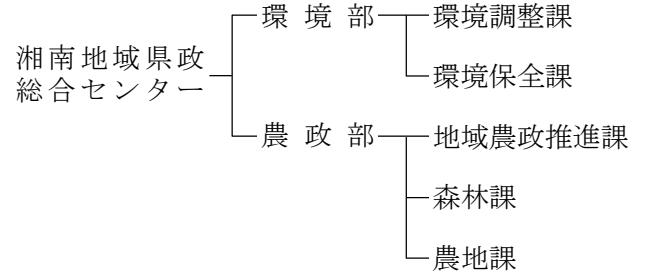 湘南地域県政
総合センター
環境部
環境調整課
環境保全課
農政部
地域農政推進課
森林課
農地課